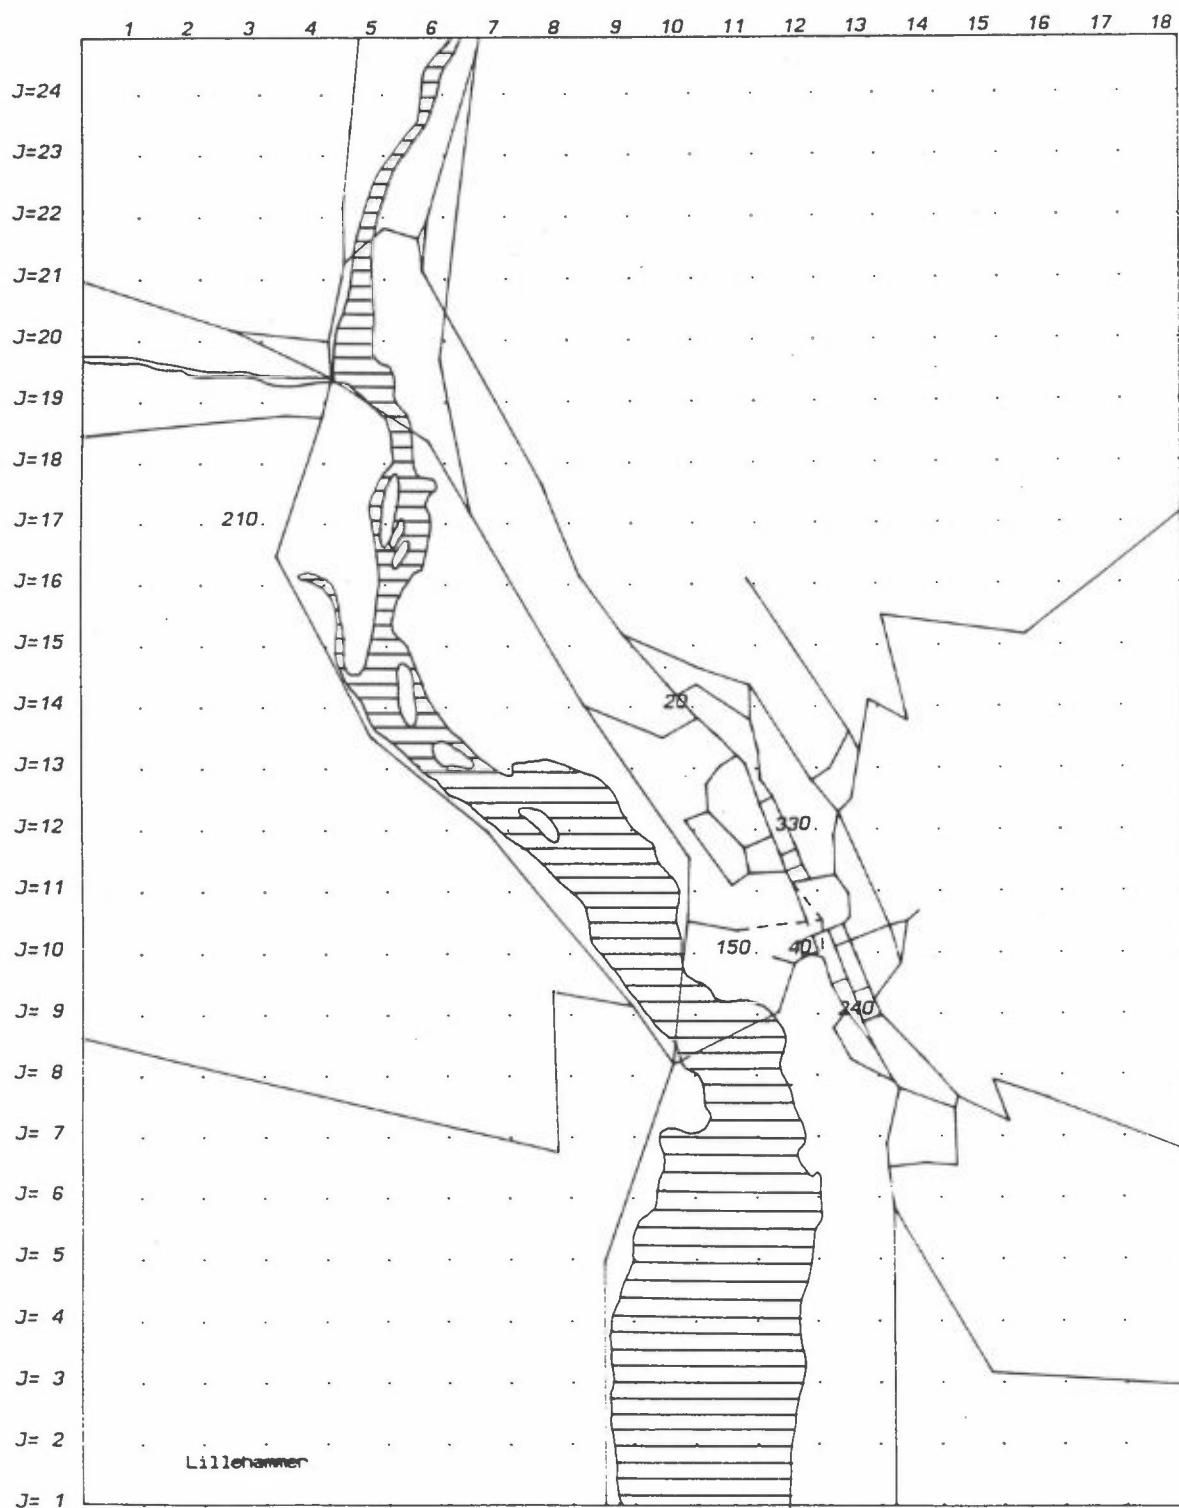 1 2 3 4 5 6 7 8 9 10 11 12 13 14 15 16 17 18
J=24
J=23
J=22
J=21
J=20
J=19
J=18
J=17 210.
J=16
J=15
J=14 20.
J=13
J=12 330
J=11
J=10 150. 40.
J= 9 240
J= 8
J= 7
J= 6
J= 5
J= 4
J= 3
J= 2
Lillehammer
J= 1